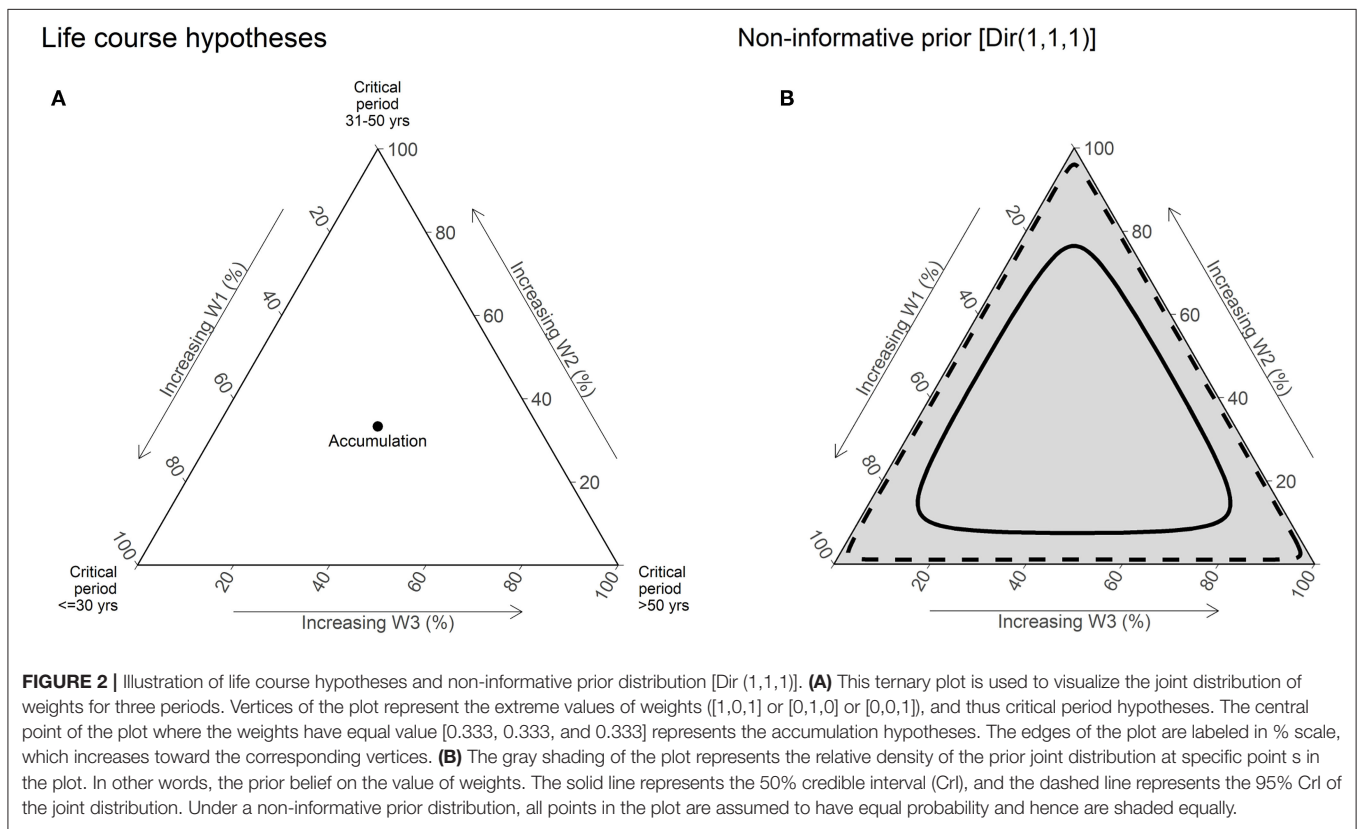 Life course hypotheses
Non-informative prior [Dir(1,1,1)]
A
Critical
period
31-50 yrs
100
80
60
40
20
20
40
60
80
100
Increasing W1 (%)
Increasing W2 (%)
Accumulation
Critical
period
<=30 yrs
Critical
period
>50 yrs
20
40
60
80
100
Increasing W3 (%)
B
100
80
60
40
20
20
40
60
80
100
Increasing W1 (%)
Increasing W2 (%)
20
40
60
80
100
Increasing W3 (%)
FIGURE 2 | Illustration of life course hypotheses and non-informative prior distribution [Dir (1,1,1)]. (A) This ternary plot is used to visualize the joint distribution of
weights for three periods. Vertices of the plot represent the extreme values of weights ([1,0,1] or [0,1,0] or [0,0,1]), and thus critical period hypotheses. The central
point of the plot where the weights have equal value [0.333, 0.333, and 0.333] represents the accumulation hypotheses. The edges of the plot are labeled in % scale,
which increases toward the corresponding vertices. (B) The gray shading of the plot represents the relative density of the prior joint distribution at specific point s in
the plot. In other words, the prior belief on the value of weights. The solid line represents the 50% credible interval (CrI), and the dashed line represents the 95% CrI of
the joint distribution. Under a non-informative prior distribution, all points in the plot are assumed to have equal probability and hence are shaded equally.